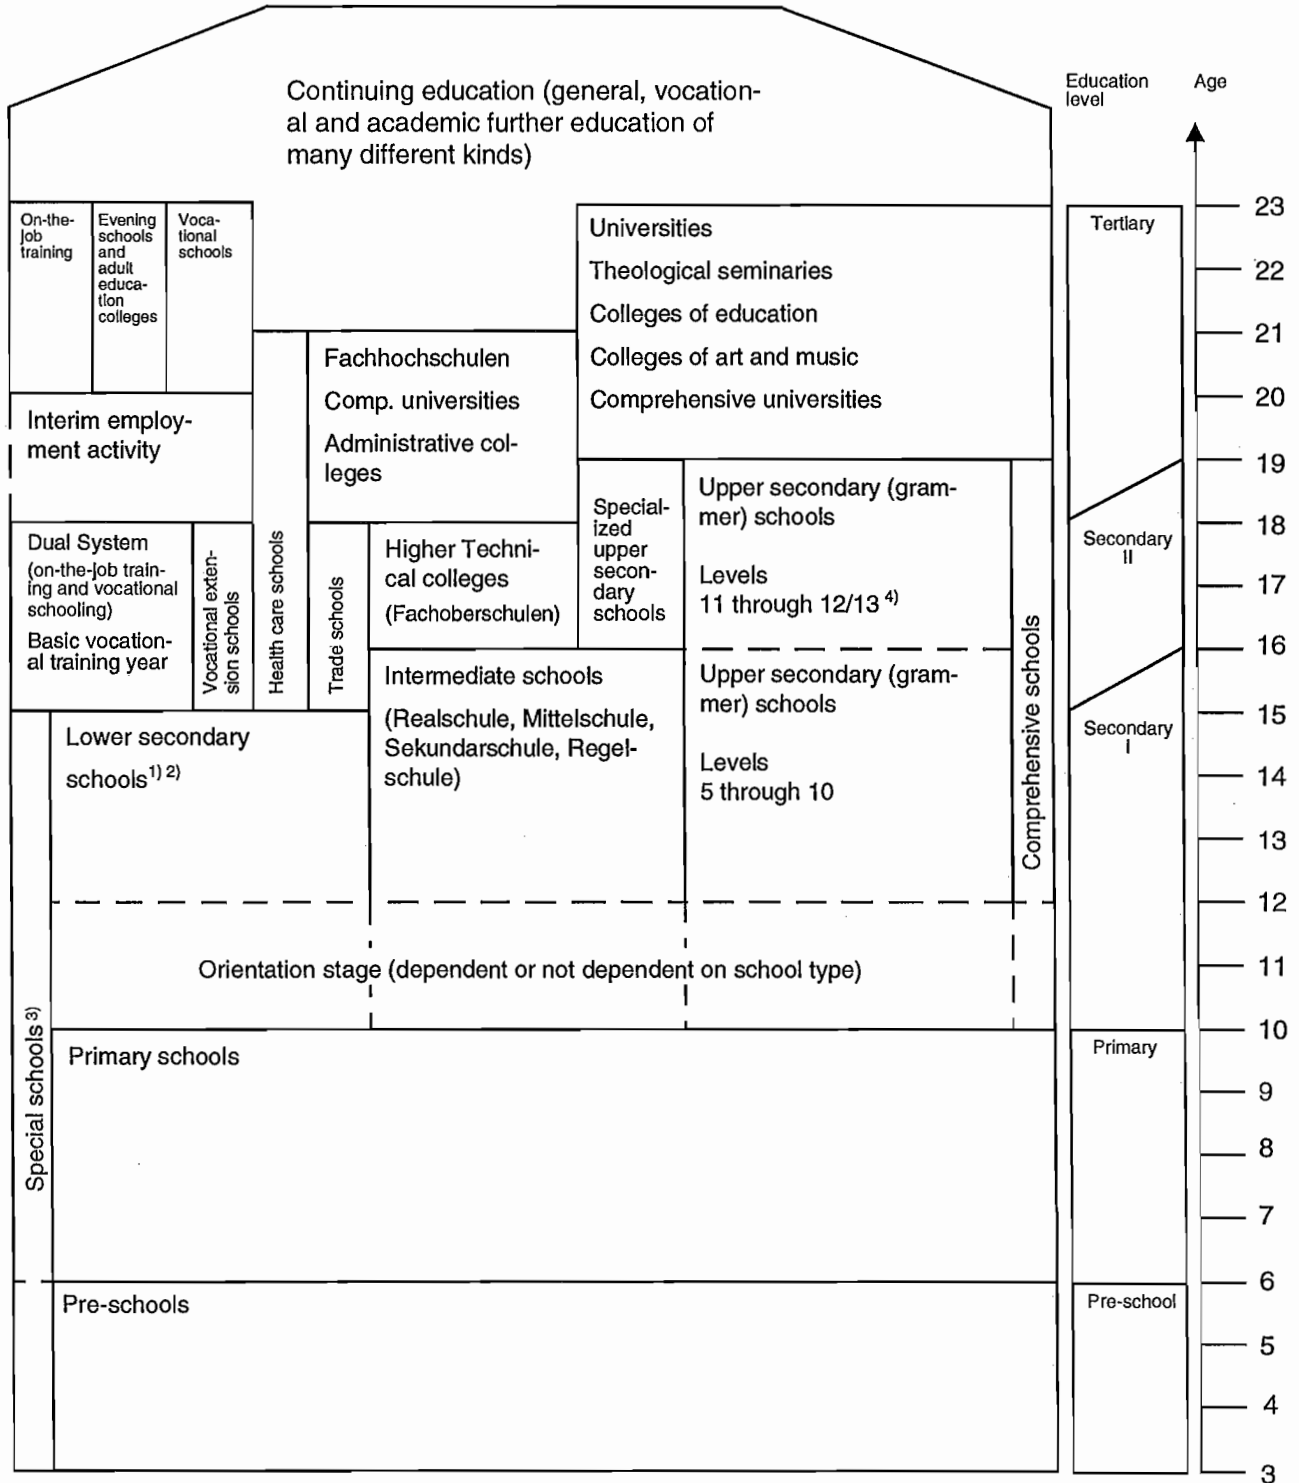 Continuing education (general, vocation-
al and academic further education of
many different kinds)
Education
level
Age
On-the-
job
training
Evening
schools
and
adult
educa-
tion
colleges
Voca-
tional
schools
Universities
Theological seminaries
Colleges of education
Colleges of art and music
Comprehensive universities
Tertiary
23
22
21
20
19
18
17
16
15
14
13
12
11
10
9
8
7
6
5
4
3
Fachhochschulen
Comp. universities
Administrative col-
leges
Interim employ-
ment activity
Dual System
(on-the-job train-
ing and vocational
schooling)
Basic vocation-
al training year
Vocational exten-
sion schools
Health care schools
Trade schools
Higher Techni-
cal colleges
(Fachoberschulen)
Special-
ized
upper
secon-
dary
schools
Upper secondary (gram-
mer) schools
Levels
11 through 12/13 4)
Comprehensive schools
Secondary
II
Lower secondary
schools1) 2)
Intermediate schools
(Realschule, Mittelschule,
Sekundarschule, Regel-
schule)
Upper secondary (gram-
mer) schools
Levels
5 through 10
Secondary
I
Orientation stage (dependent or not dependent on school type)
Special schools 3)
Primary schools
Primary
Pre-schools
Pre-school